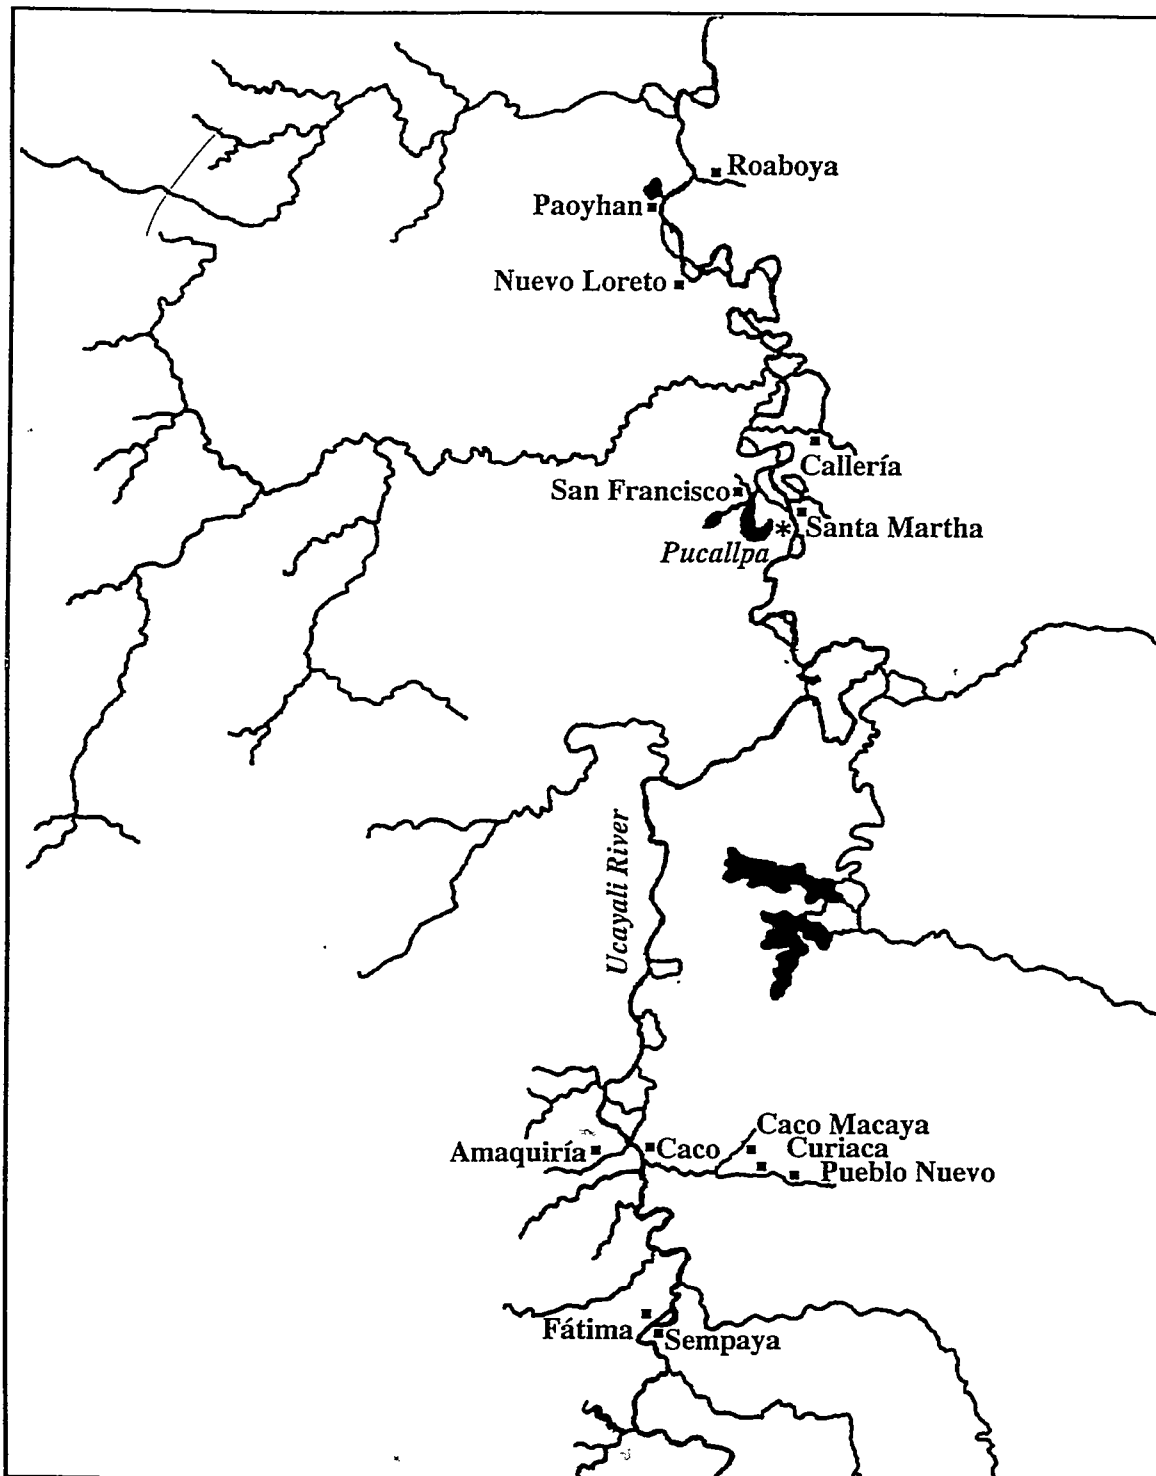 Roaboya
Paoyhan
Nuevo Loreto
Callería
San Francisco
* Santa Martha
Pucallpa
Ucayali River
Caco Macaya
Amaquiría
Caco
Curiaca
Pueblo Nuevo
Fátima
Sempaya